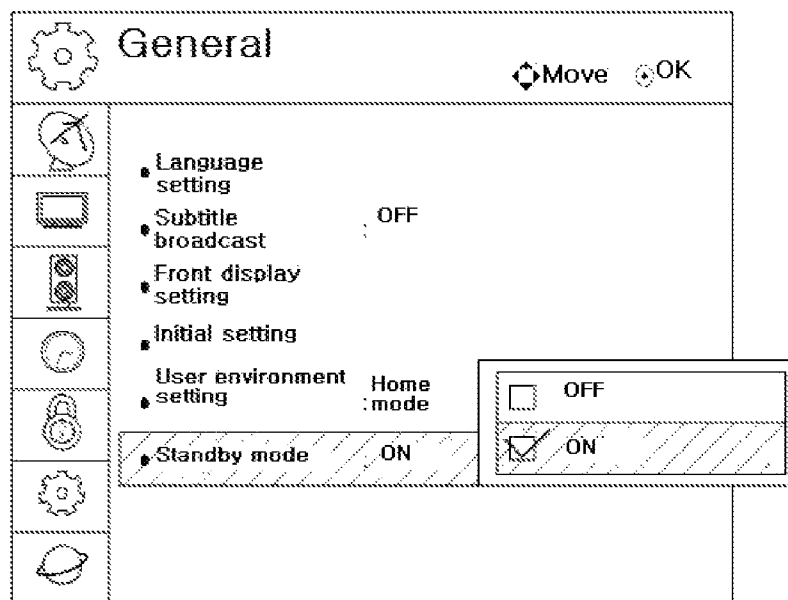 General
Move OK
Language
setting
Subtitle
broadcast : OFF
Front display
setting
Initial setting
User environment
setting : Home
mode
Standby mode : ON
OFF
ON